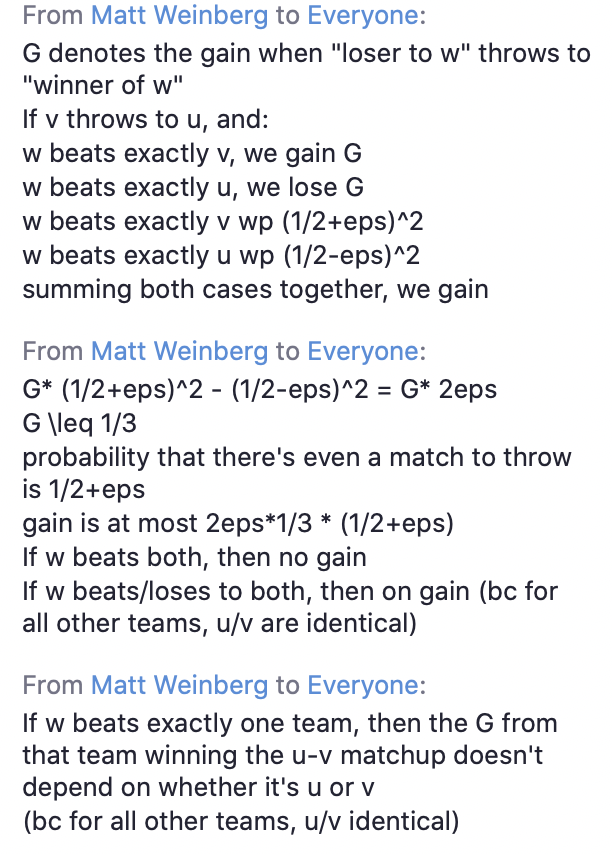 From Matt Weinberg to Everyone:
G denotes the gain when "loser to w" throws to
"winner of w"
If v throws to u, and:
w beats exactly v, we gain G
w beats exactly u, we lose G
w beats exactly v wp (1/2+eps)^2
w beats exactly u wp (1/2-eps)^2
summing both cases together, we gain
From Matt Weinberg to Everyone:
G* (1/2+eps)^2 - (1/2-eps)^2 = G* 2eps
G \leq 1/3
probability that there's even a match to throw
is 1/2+eps
gain is at most 2eps*1/3 * (1/2+eps)
If w beats both, then no gain
If w beats/loses to both, then on gain (bc for
all other teams, u/v are identical)
From Matt Weinberg to Everyone:
If w beats exactly one team, then the G from
that team winning the u-v matchup doesn't
depend on whether it's u or v
(bc for all other teams, u/v identical)